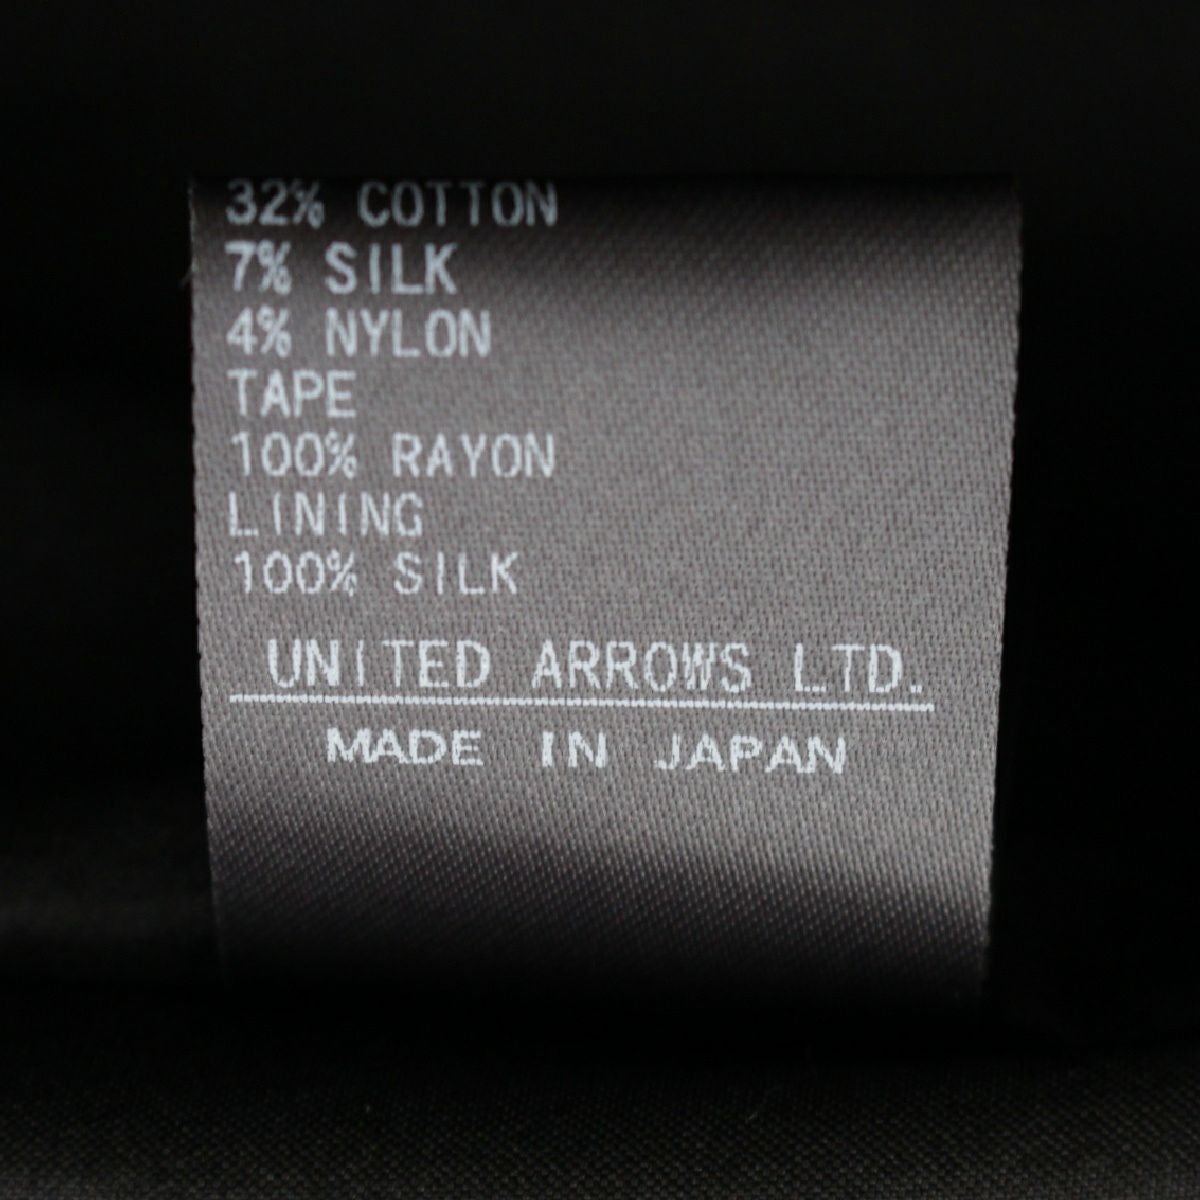 32% COTTON
7% SILK
4% NYLON
TAPE
100% RAYON
LINING
100% SILK
UNITED ARROWS LTD.
MADE IN JAPAN